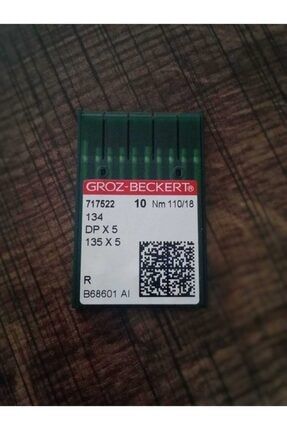 GROZ-BECKERT®
717522 10 Nm 110/18
134
DP X 5
135 X 5
R
B68601 AI